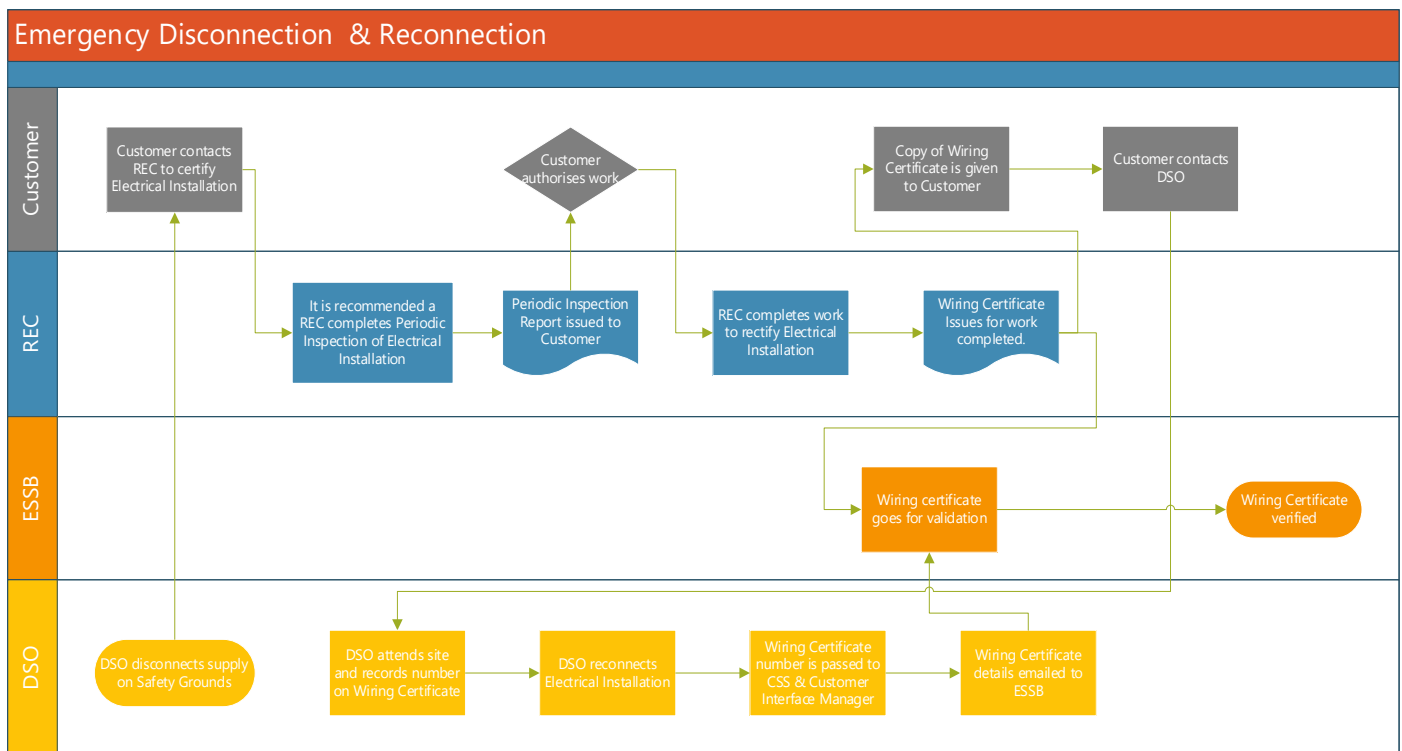 Emergency Disconnection & Reconnection
Customer
Customer contacts
REC to certify
Electrical Installation
Customer
authorises work
Copy of Wiring
Certificate is given
to Customer
Customer contacts
DSO
REC
It is recommended a
REC completes Periodic
Inspection of Electrical
Installation
Periodic Inspection
Report issued to
Customer
REC completes work
to rectify Electrical
Installation
Wiring Certificate
Issues for work
completed.
ESSB
Wiring certificate
goes for validation
Wiring Certificate
verified
DSO
DSO disconnects supply
on Safety Grounds
DSO attends site
and records number
on Wiring Certificate
DSO reconnects
Electrical Installation
Wiring Certificate
number is passed to
CSS & Customer
Interface Manager
Wiring Certificate
details emailed to
ESSB